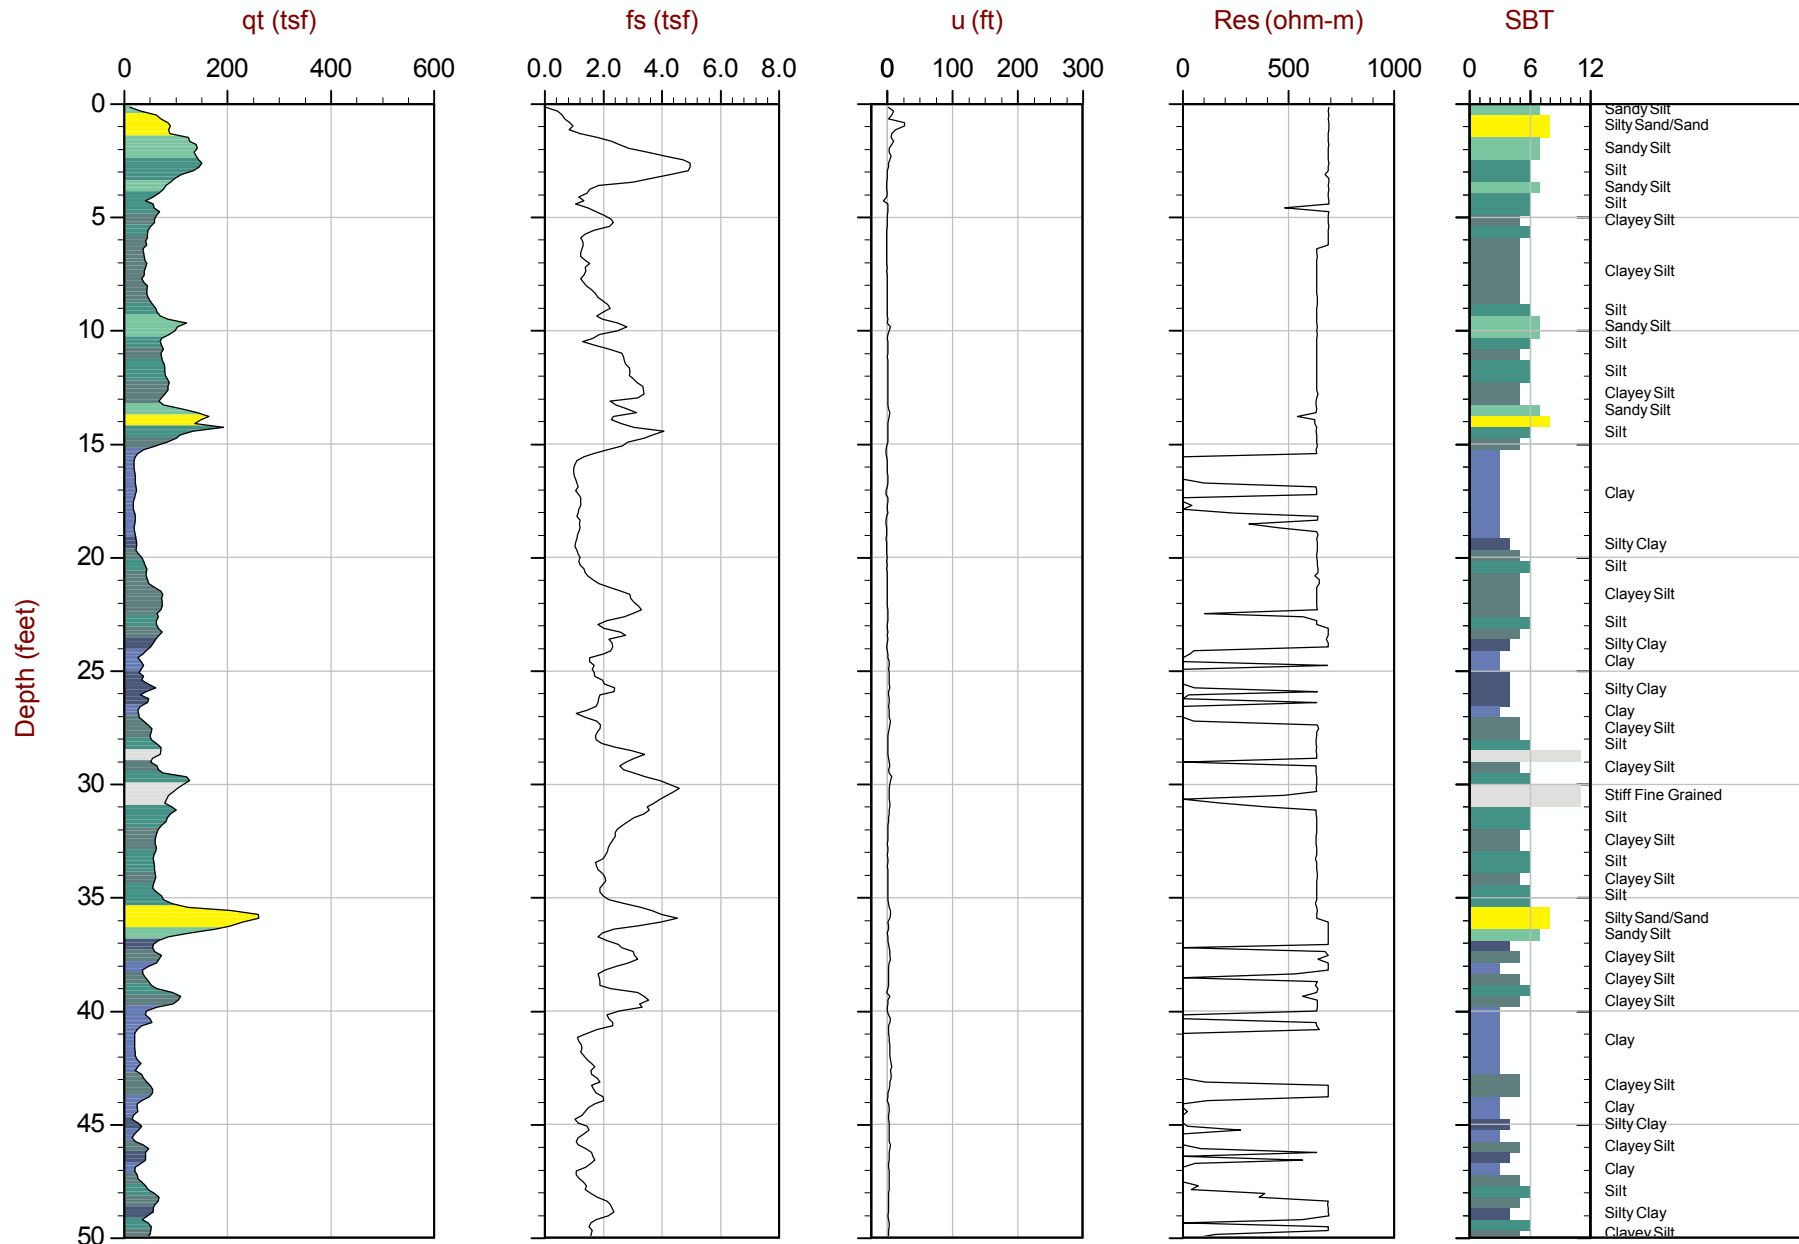 qt (tsf)
fs (tsf)
u (ft)
Res (ohm-m)
SBT
0 200 400 600
0.0 2.0 4.0 6.0 8.0
0 100 200 300
0 500 1000
0 6 12
Depth (feet)
0
5
10
15
20
25
30
35
40
45
50
Sandy Silt
Silty Sand/Sand
Sandy Silt
Silt
Sandy Silt
Silt
Clayey Silt
Clayey Silt
Silt
Sandy Silt
Silt
Silt
Clayey Silt
Sandy Silt
Silt
Clay
Silty Clay
Silt
Clayey Silt
Silt
Silty Clay
Clay
Silty Clay
Clay
Clayey Silt
Silt
Clayey Silt
Stiff Fine Grained
Silt
Clayey Silt
Silt
Clayey Silt
Silt
Silty Sand/Sand
Sandy Silt
Clayey Silt
Clayey Silt
Clayey Silt
Clay
Clayey Silt
Clay
Silty Clay
Clayey Silt
Clay
Silt
Silty Clay
Clayey Silt